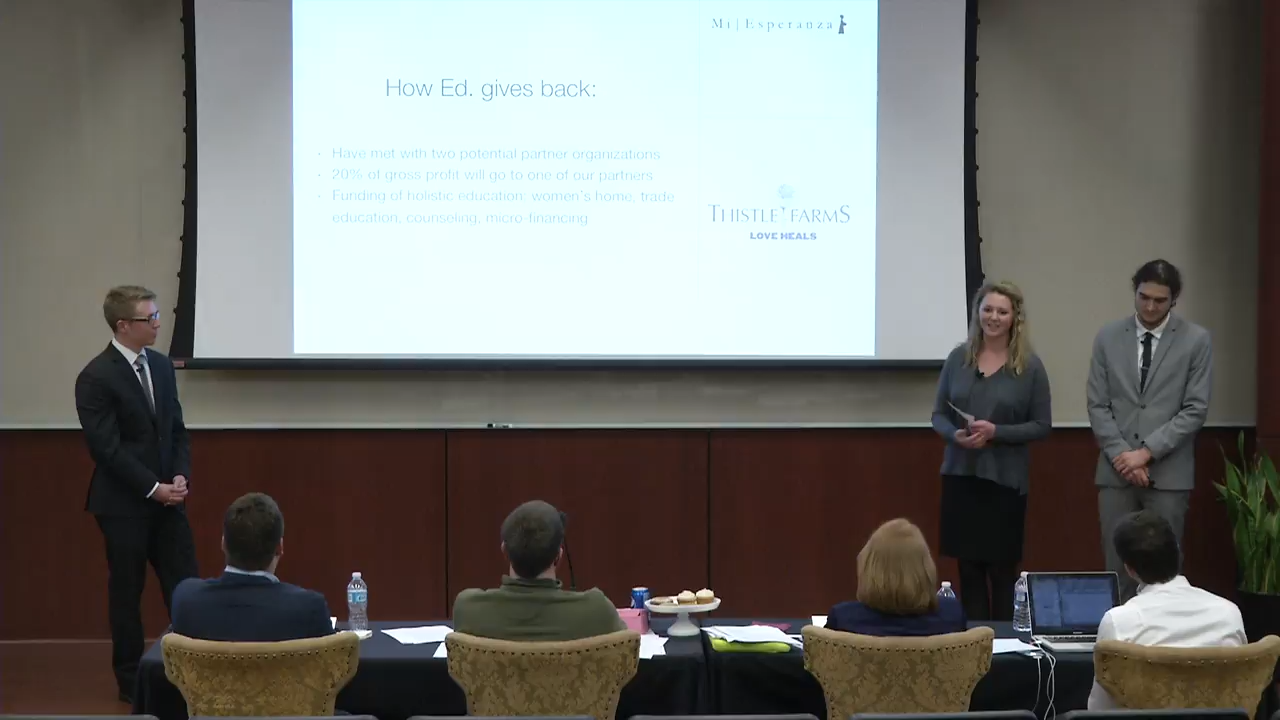 Mi|Esperanza
How Ed. gives back:
· Have met with two potential partner organizations
· 20% of gross profit will go to one of our partners
· Funding of holistic education: women's home, trade
education, counseling, micro-financing
THISTLE FARMS
LOVE HEALS